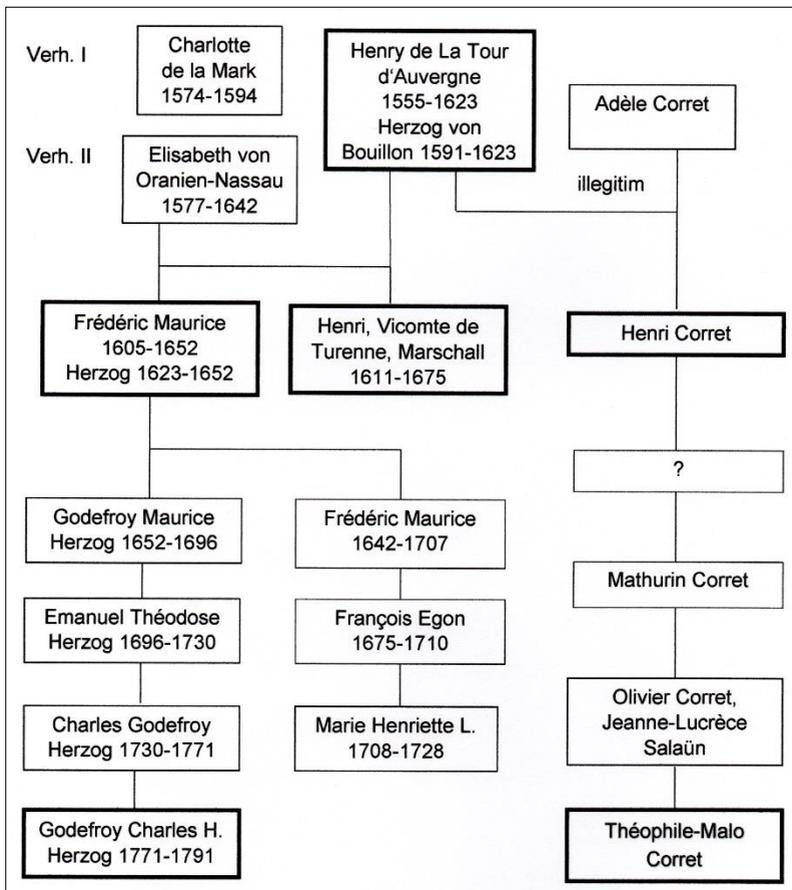 Verh. I
Charlotte
de la Mark
1574-1594
Henry de La Tour
d'Auvergne
1555-1623
Herzog von
Bouillon 1591-1623
Adèle Corret
Verh. II
Elisabeth von
Oranien-Nassau
1577-1642
illegitim
Frédéric Maurice
1605-1652
Herzog 1623-1652
Henri, Vicomte de
Turenne, Marschall
1611-1675
Henri Corret
?
Godefroy Maurice
Herzog 1652-1696
Frédéric Maurice
1642-1707
Mathurin Corret
Emanuel Théodose
Herzog 1696-1730
François Egon
1675-1710
Olivier Corret,
Jeanne-Lucrèce
Salaün
Charles Godefroy
Herzog 1730-1771
Marie Henriette L.
1708-1728
Godefroy Charles H.
Herzog 1771-1791
Théophile-Malo
Corret